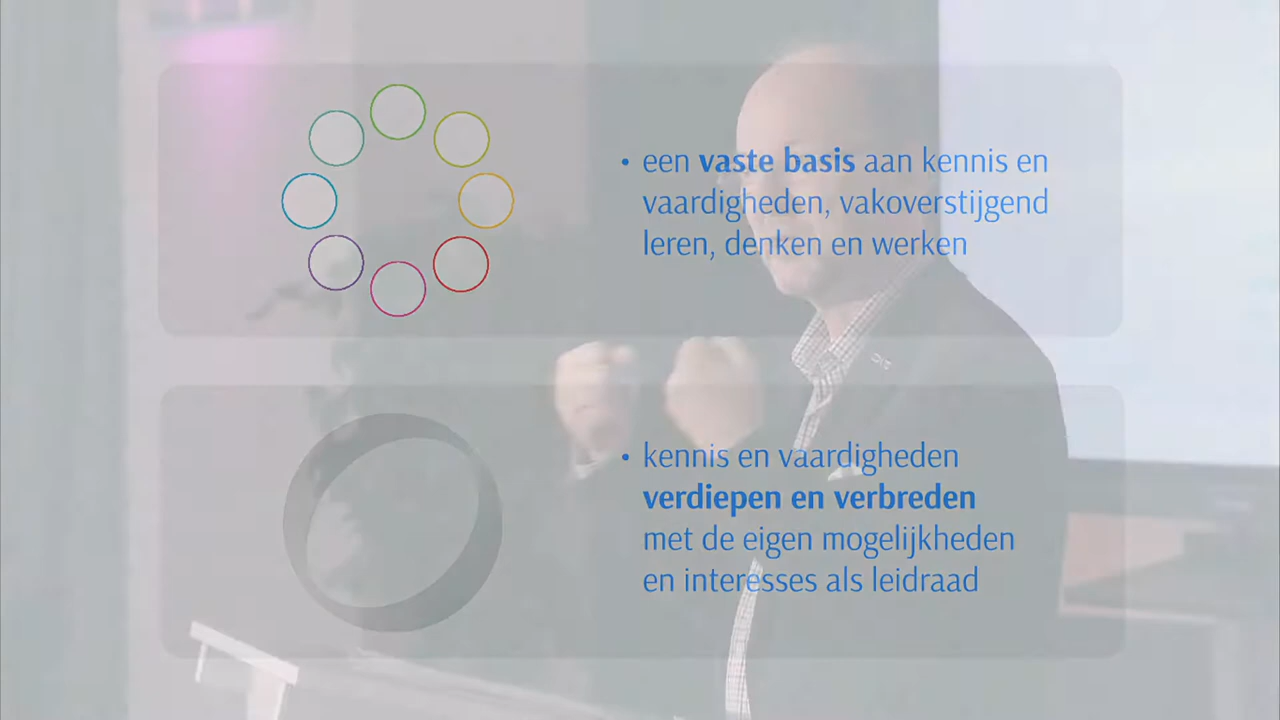 • een vaste basis aan kennis en
vaardigheden, vakoverstijgend
leren, denken en werken
• kennis en vaardigheden
verdiepen en verbreden
met de eigen mogelijkheden
en interesses als leidraad